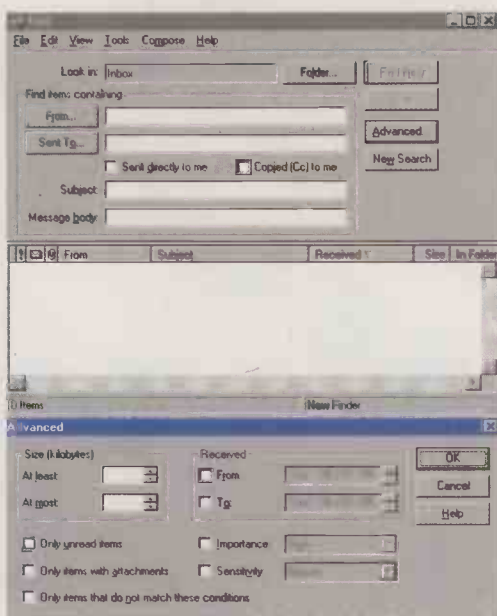 File Edit View Tools Compose Help
Look in: Inbox Folder...
Find items containing
From...
Sent To...
Sent directly to me Copied (Cc) to me
Subject:
Message body:
Advanced
New Search
From Subject Received Size In Folder
0 Items New Finder
Advanced
Size (kilobytes)
At least:
At most:
Received
From
To:
OK
Cancel
Help
Only unread items
Only items with attachments
Only items that do not match these conditions
Importance
Sensitivity